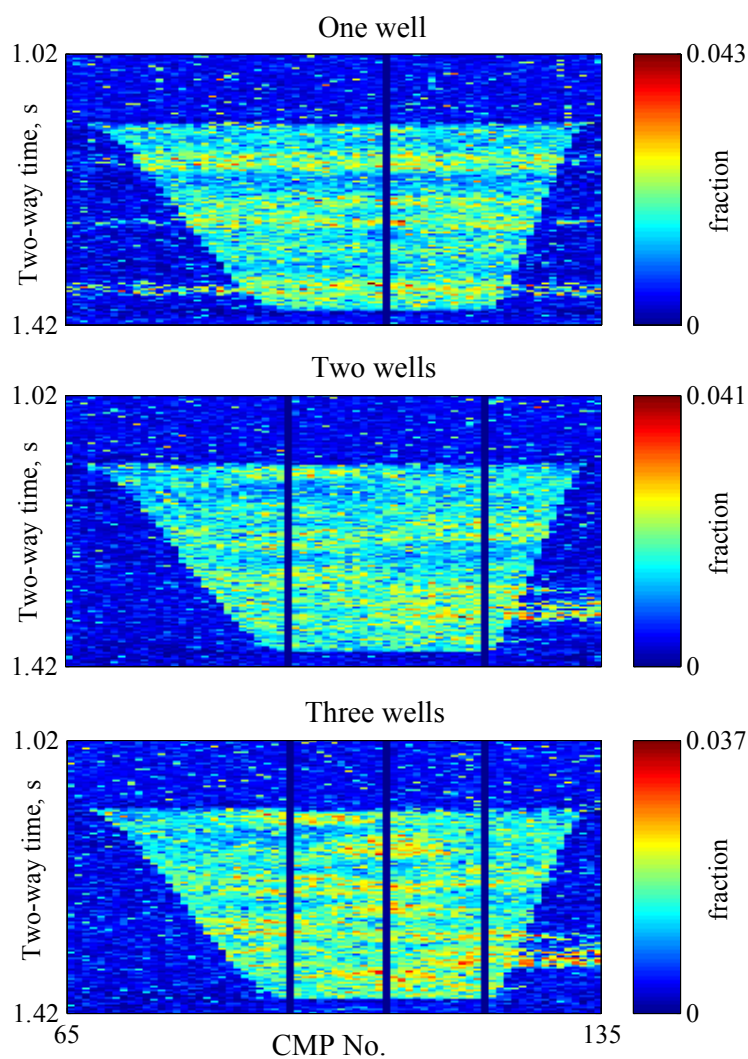 One well
1.02
0.043
Two-way time, s
fraction
1.42
0
Two wells
1.02
0.041
Two-way time, s
fraction
1.42
0
Three wells
1.02
0.037
Two-way time, s
fraction
1.42
0
65
CMP No.
135